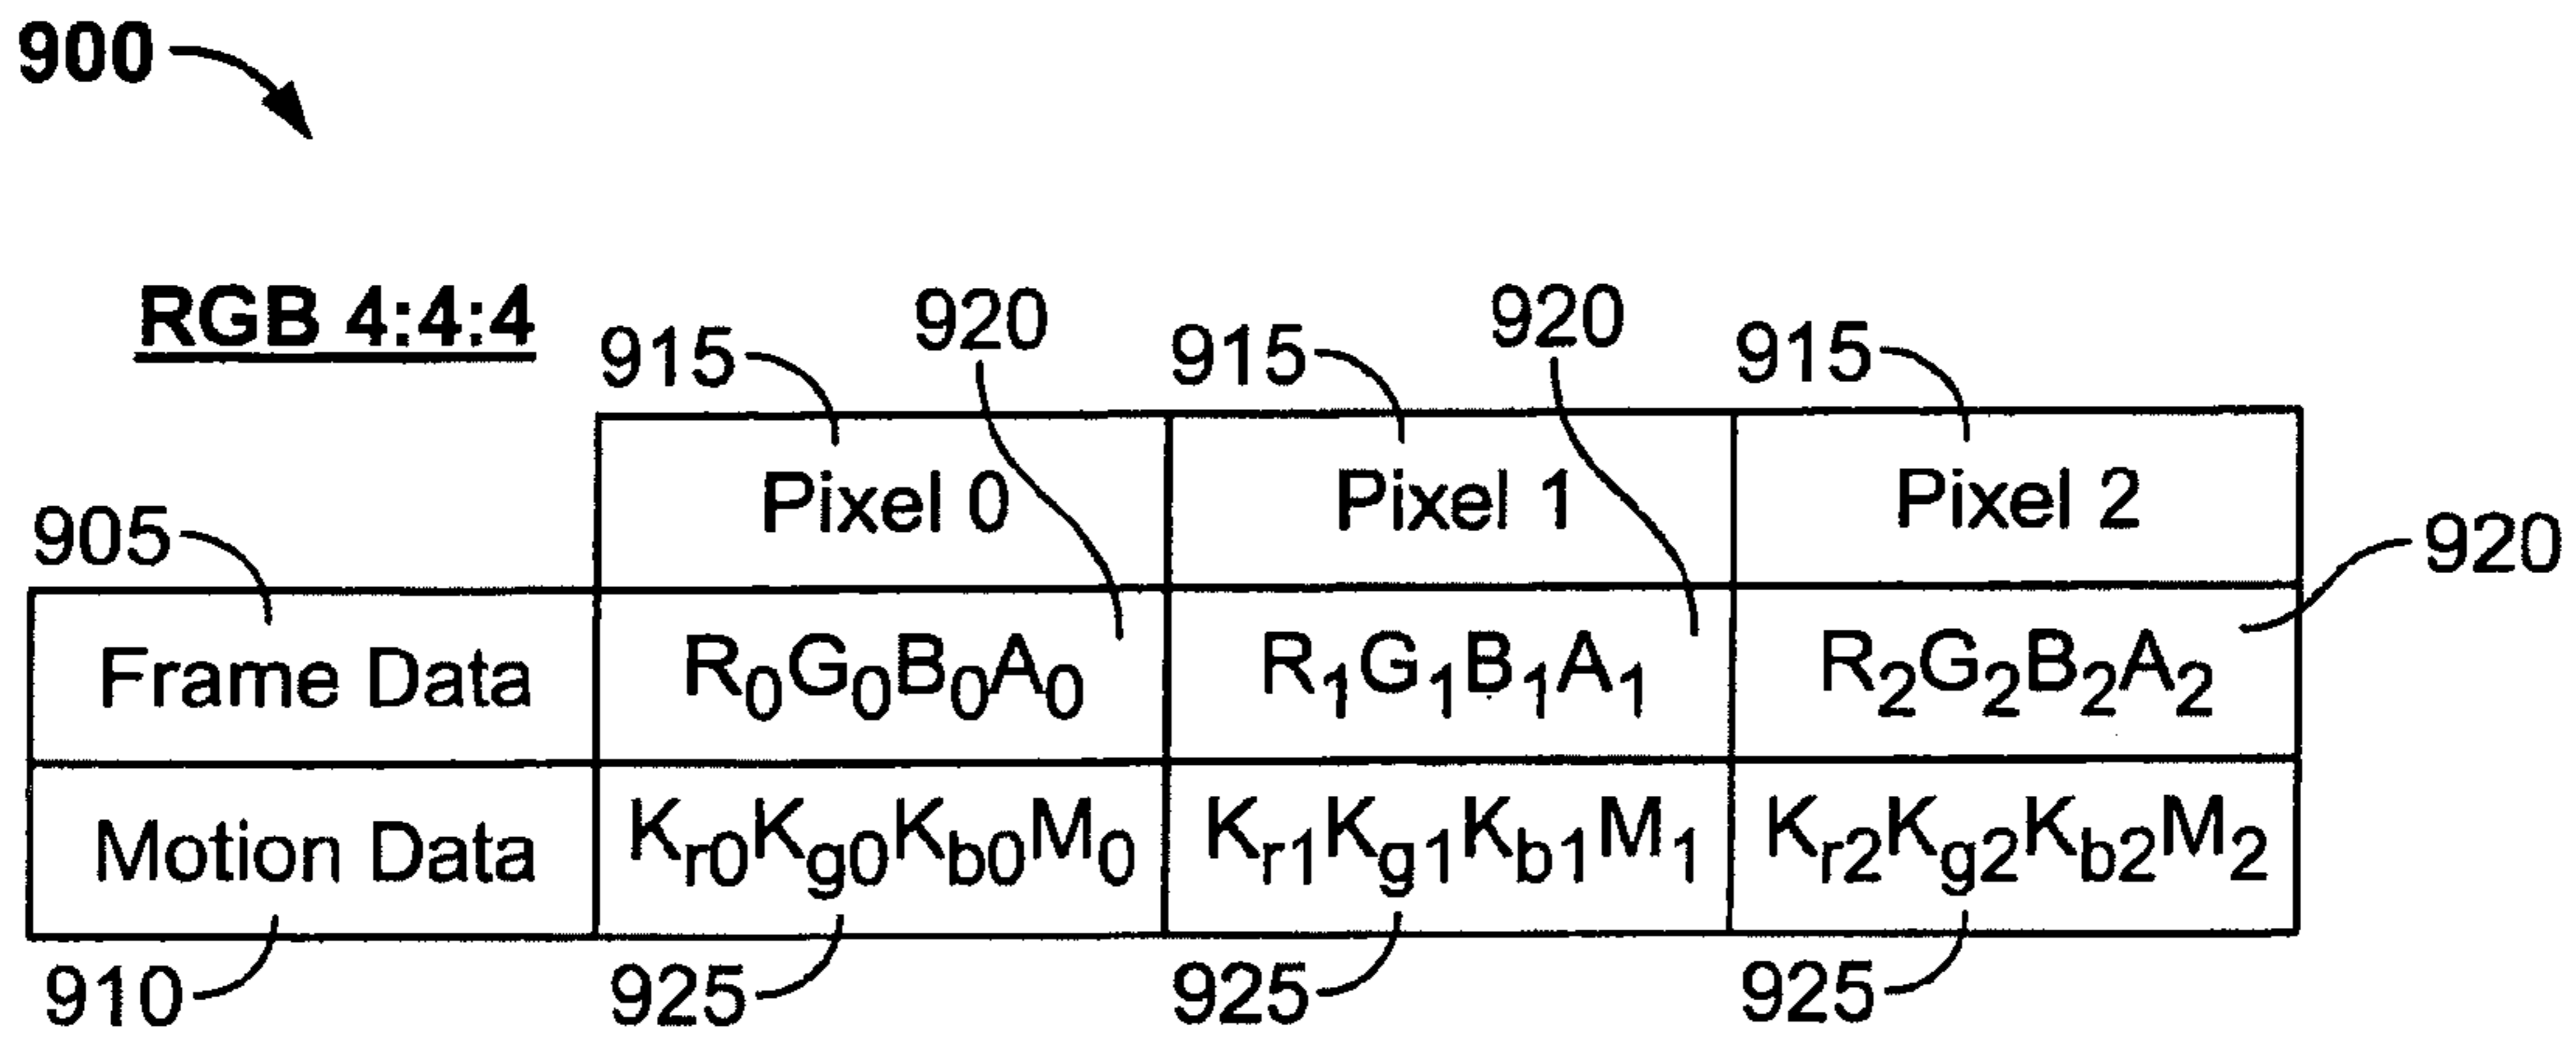 900
RGB 4:4:4
915 920 915 920 915
Pixel 0 Pixel 1 Pixel 2
905 920
Frame Data R₀G₀B₀A₀ R₁G₁B₁A₁ R₂G₂B₂A₂
Motion Data Kr0Kg0Kb0M₀ Kr1Kg1Kb1M₁ Kr2Kg2Kb2M₂
910 925 925 925